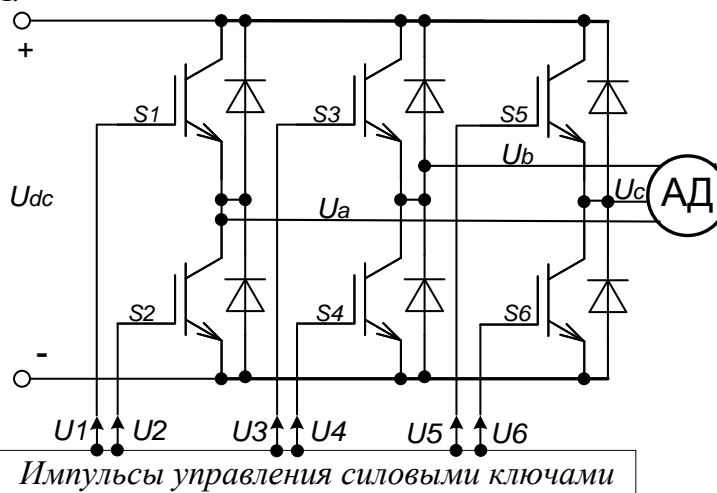 +
S1
S3
S5
Ub
Udc
Ua
Uc
АД
S2
S4
S6
-
U1 U2 U3 U4 U5 U6
Импульсы управления силовыми ключами